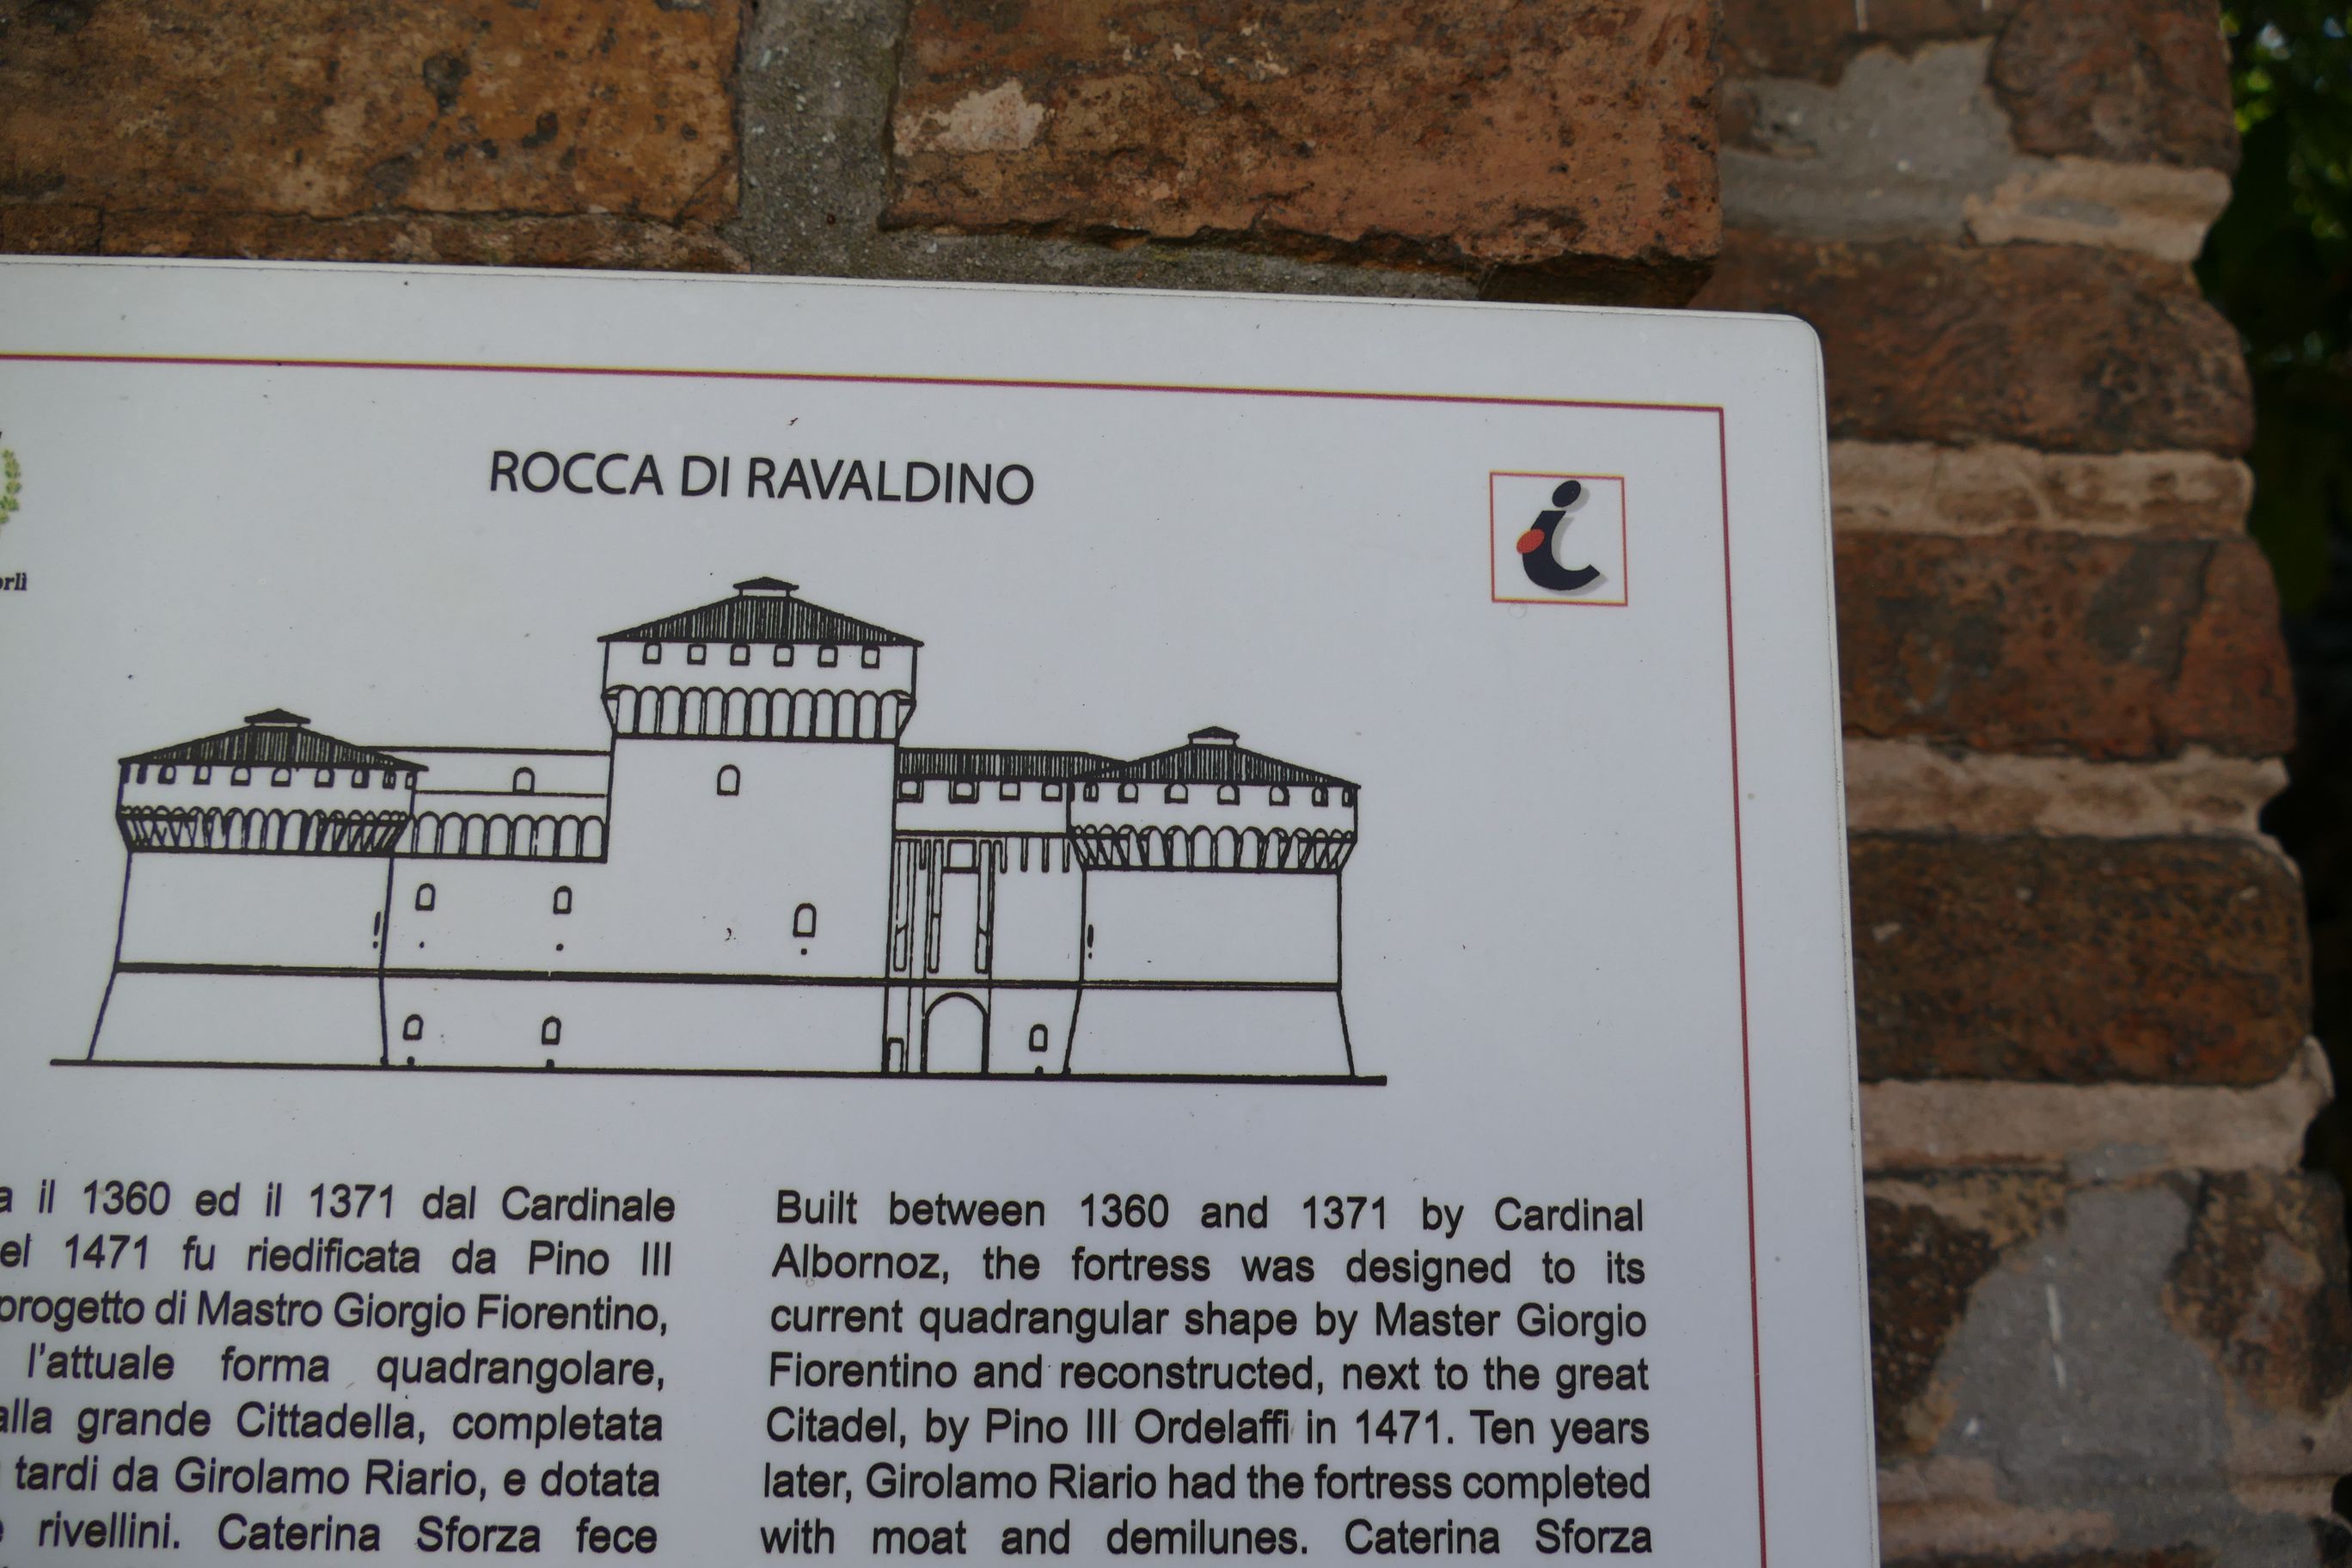 ROCCA DI RAVALDINO
il 1360 ed il 1371 dal Cardinale
1471 fu riedificata da Pino III
progetto di Mastro Giorgio Fiorentino,
l'attuale forma quadrangolare,
alla grande Cittadella, completata
tardi da Girolamo Riario, e dotata
rivellini. Caterina Sforza fece
Built between 1360 and 1371 by Cardinal
Albornoz, the fortress was designed to its
current quadrangular shape by Master Giorgio
Fiorentino and reconstructed, next to the great
Citadel, by Pino III Ordelaffi in 1471. Ten years
later, Girolamo Riario had the fortress completed
with moat and demilunes. Caterina Sforza